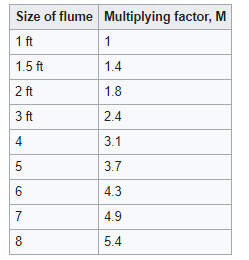 Size of flume Multiplying factor, M
1 ft 1
1.5 ft 1.4
2 ft 1.8
3 ft 2.4
4 3.1
5 3.7
6 4.3
7 4.9
8 5.4